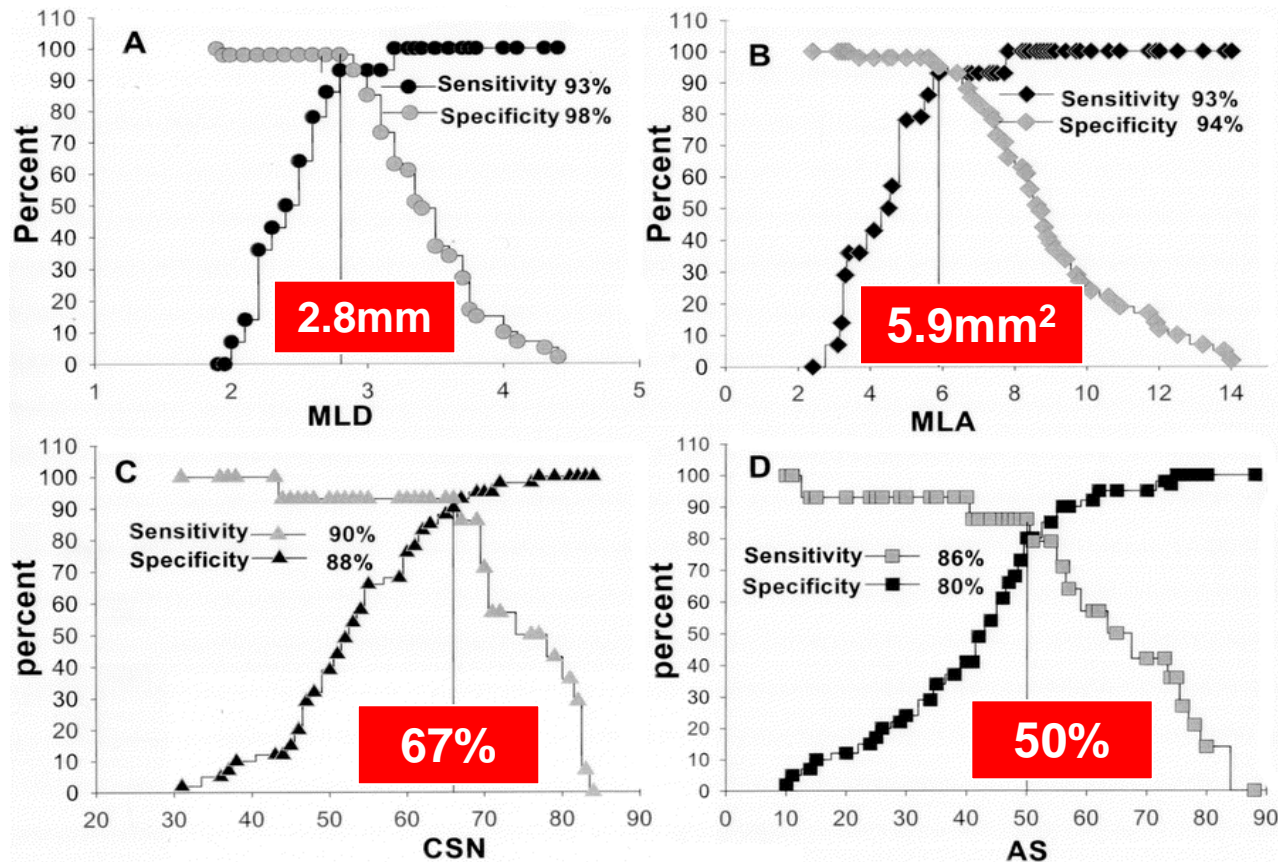 A
110
100
90
80
70
60
50
40
30
20
10
0
Percent
Sensitivity 93%
Specificity 98%
2.8mm
1 2 3 4 5
MLD
B
110
100
90
80
70
60
50
40
30
20
10
0
Percent
Sensitivity 93%
Specificity 94%
5.9mm²
0 2 4 6 8 10 12 14
MLA
C
110
100
90
80
70
60
50
40
30
20
10
0
percent
Sensitivity 90%
Specificity 88%
67%
20 30 40 50 60 70 80 90
CSN
D
110
100
90
80
70
60
50
40
30
20
10
0
percent
Sensitivity 86%
Specificity 80%
50%
0 10 20 30 40 50 60 70 80 90
AS